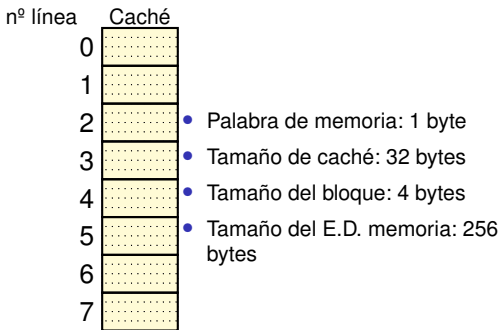 nº línea Caché
0
1
2
3
4
5
6
7
• Palabra de memoria: 1 byte
• Tamaño de caché: 32 bytes
• Tamaño del bloque: 4 bytes
• Tamaño del E.D. memoria: 256
bytes